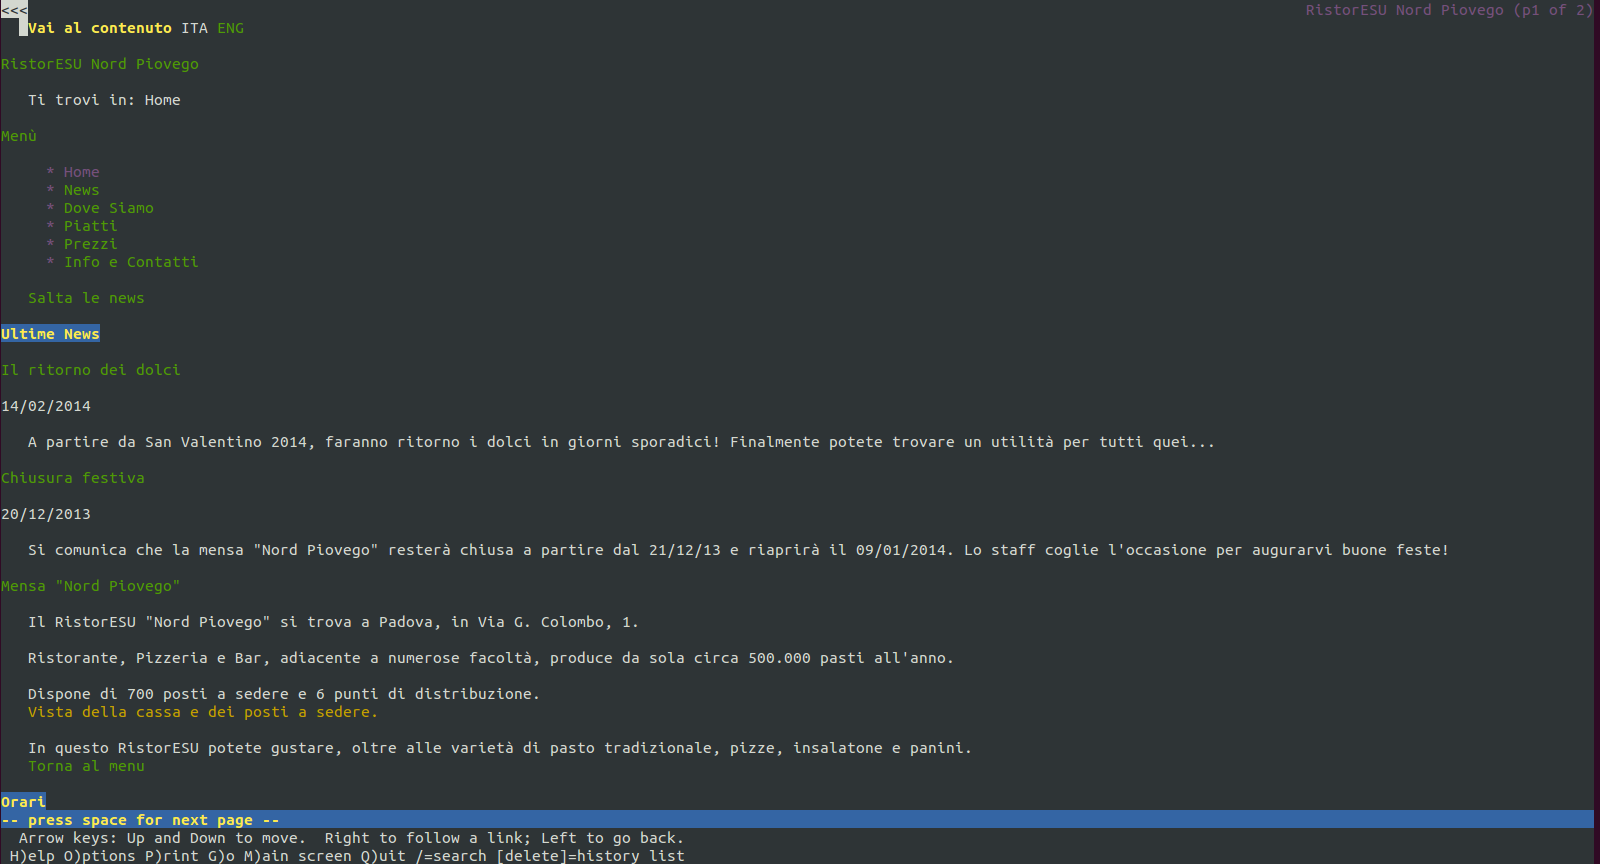 <<<
RistorESU Nord Piovego (p1 of 2)
Vai al contenuto ITA ENG
RistorESU Nord Piovego
Ti trovi in: Home
Menù
* Home
* News
* Dove Siamo
* Piatti
* Prezzi
* Info e Contatti
Salta le news
Ultime News
Il ritorno dei dolci
14/02/2014
A partire da San Valentino 2014, faranno ritorno i dolci in giorni sporadici! Finalmente potete trovare un utilità per tutti quei...
Chiusura festiva
20/12/2013
Si comunica che la mensa "Nord Piovego" resterà chiusa a partire dal 21/12/13 e riaprirà il 09/01/2014. Lo staff coglie l'occasione per augurarvi buone feste!
Mensa "Nord Piovego"
Il RistorESU "Nord Piovego" si trova a Padova, in Via G. Colombo, 1.
Ristorante, Pizzeria e Bar, adiacente a numerose facoltà, produce da sola circa 500.000 pasti all'anno.
Dispone di 700 posti a sedere e 6 punti di distribuzione.
Vista della cassa e dei posti a sedere.
In questo RistorESU potete gustare, oltre alle varietà di pasto tradizionale, pizze, insalatone e panini.
Torna al menu
Orari
-- press space for next page --
Arrow keys: Up and Down to move.  Right to follow a link; Left to go back.
H)elp O)ptions P)rint G)o M)ain screen Q)uit /=search [delete]=history list